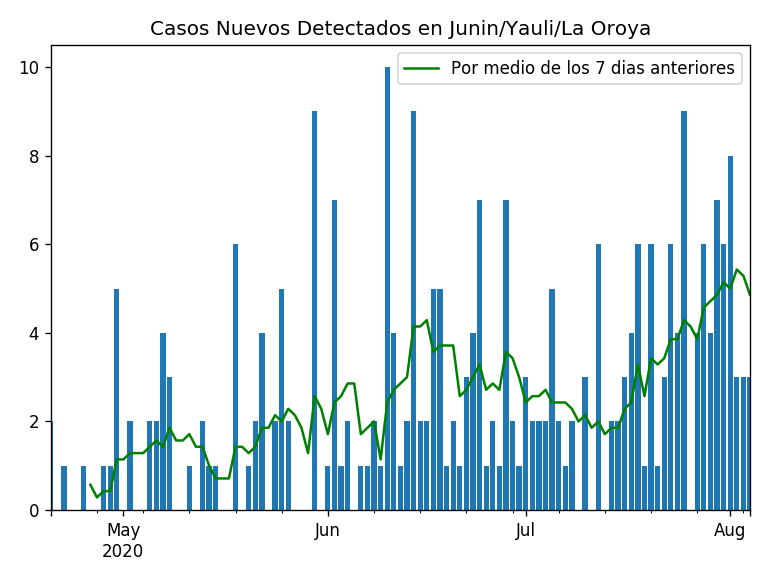 Casos Nuevos Detectados en Junin/Yauli/La Oroya
Por medio de los 7 dias anteriores
10
8
6
4
2
0
May
2020
Jun
Jul
Aug